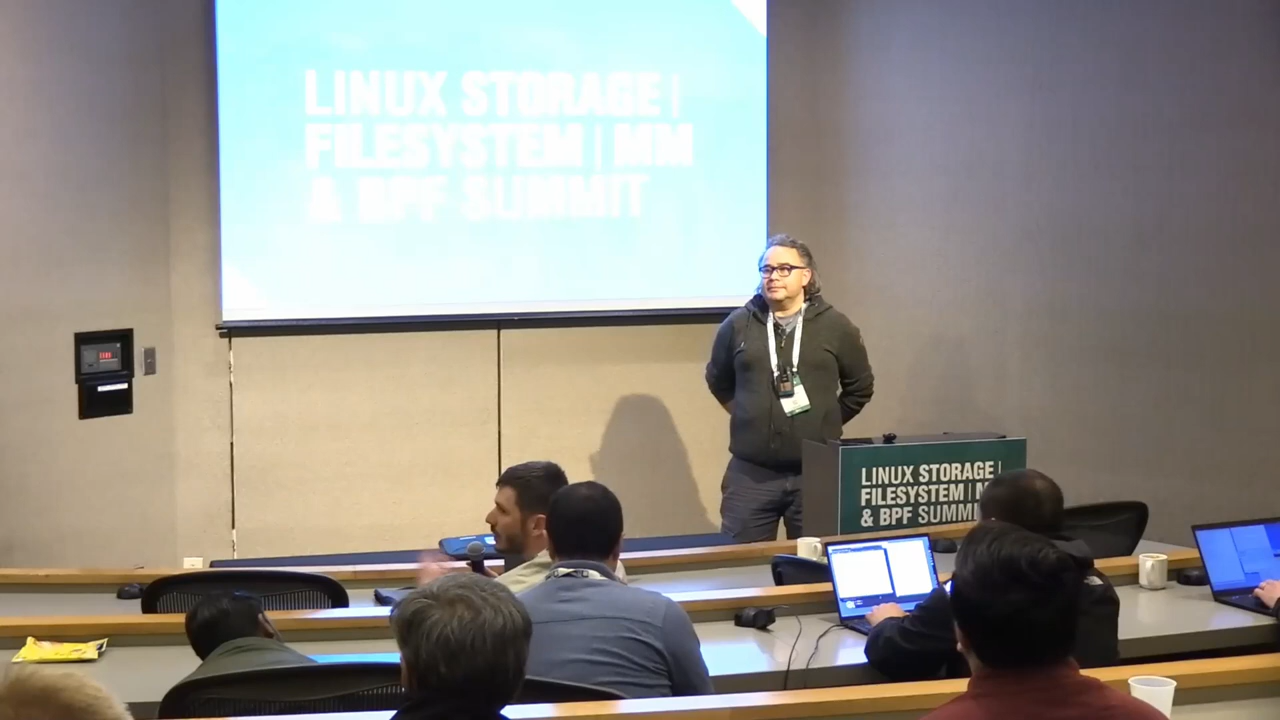 LINUX STORAGE |
FILESYSTEM | MM
& BPF SUMMIT
LINUX STORAGE |
FILESYSTEM | M
& BPF SUMM